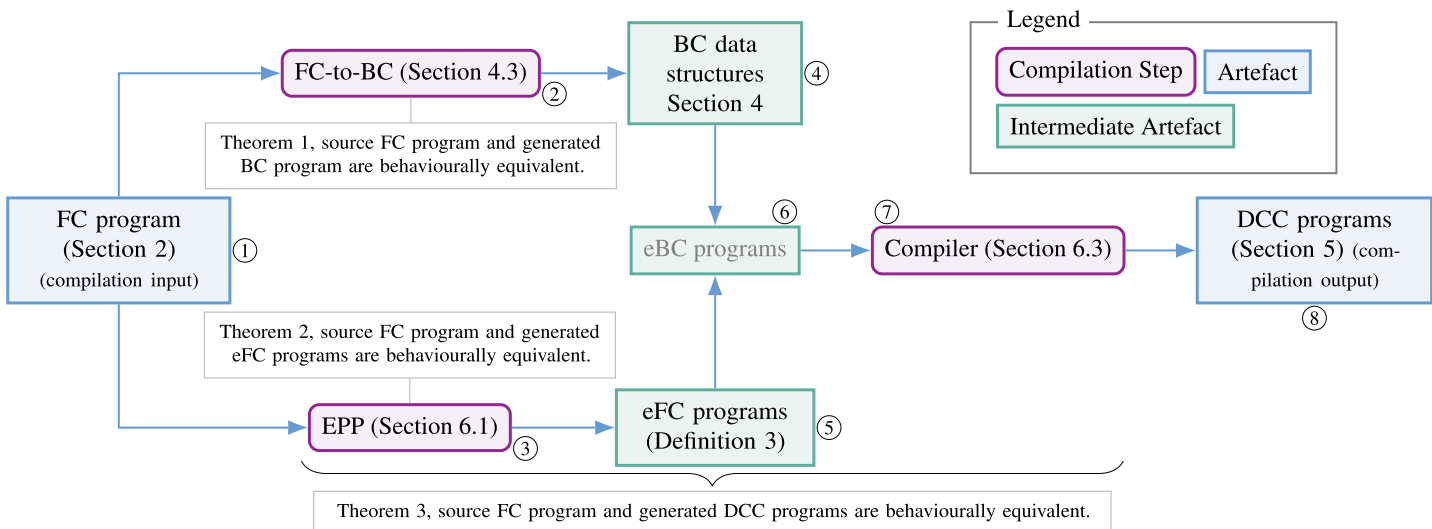 BC data
structures
Section 4
④
Legend
FC-to-BC (Section 4.3)
②
Compilation Step
Artefact
Intermediate Artefact
Theorem 1, source FC program and generated
BC program are behaviourally equivalent.
FC program
(Section 2)
(compilation input)
①
⑥
⑦
eBC programs
Compiler (Section 6.3)
DCC programs
(Section 5) (com-
pilation output)
⑧
Theorem 2, source FC program and generated
eFC programs are behaviourally equivalent.
EPP (Section 6.1)
③
eFC programs
(Definition 3)
⑤
Theorem 3, source FC program and generated DCC programs are behaviourally equivalent.